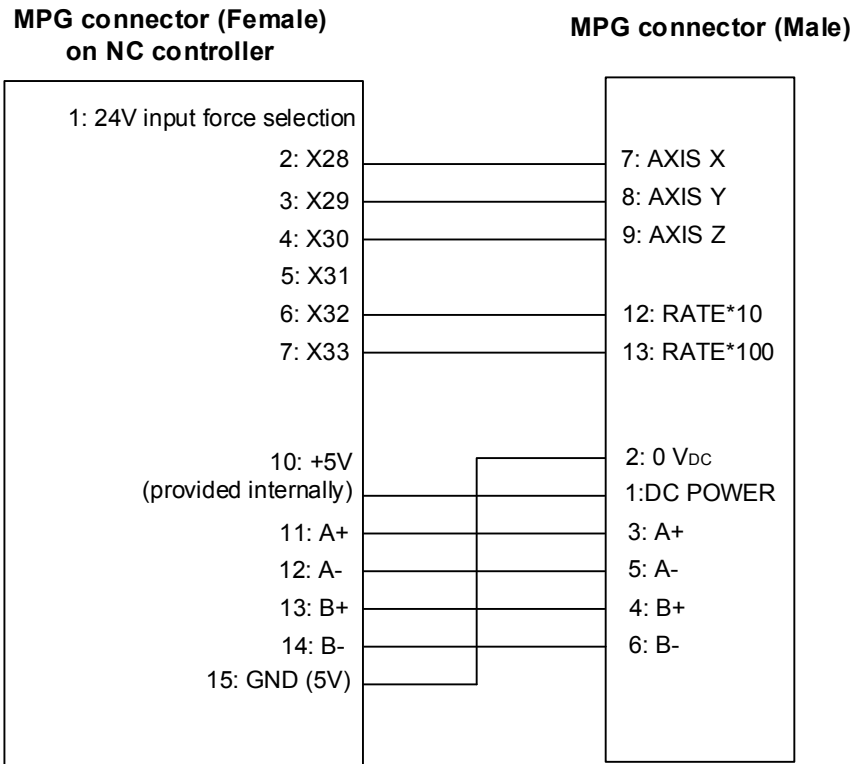 MPG connector (Female)
on NC controller
MPG connector (Male)
1: 24V input force selection
2: X28
3: X29
4: X30
5: X31
6: X32
7: X33
10: +5V
(provided internally)
11: A+
12: A-
13: B+
14: B-
15: GND (5V)
7: AXIS X
8: AXIS Y
9: AXIS Z
12: RATE*10
13: RATE*100
2: 0 VDC
1:DC POWER
3: A+
5: A-
4: B+
6: B-